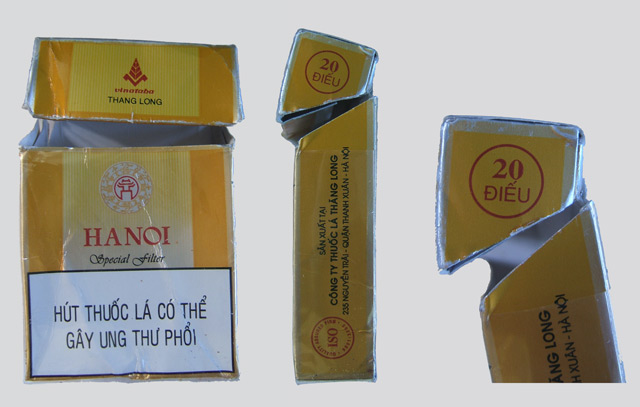 vinataba
THANG LONG
HANOI
Special Filter
HÚT THUỐC LÁ CÓ THỂ
GÂY UNG THƯ PHỔI
20
ĐIẾU
SẢN XUẤT TẠI
CÔNG TY THUỐC LÁ THĂNG LONG
235 NGUYỄN TRÃI - QUẬN THANH XUÂN - HÀ NỘI
20
ĐIẾU
HĂNG LONG
H XUÂN - HÀ NỘI